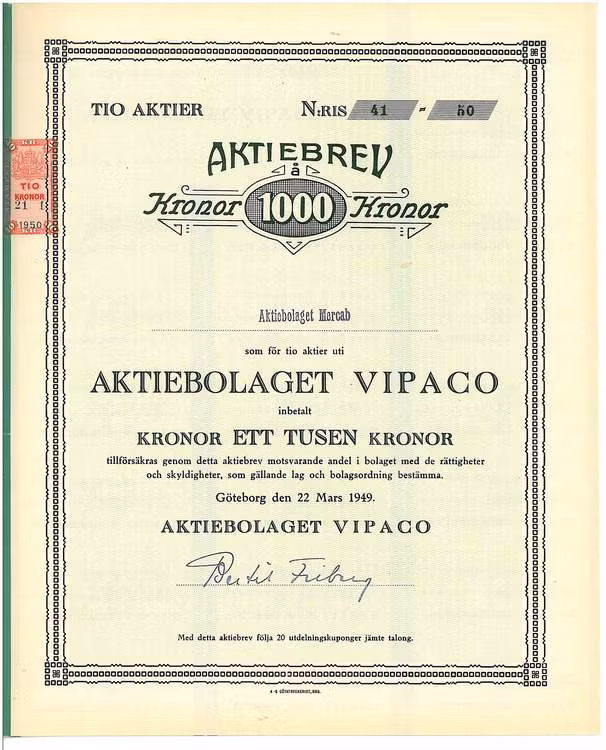 TIO AKTIER N:RIS 41 - 50
AKTIEBREV
à
Kronor 1000 Kronor
TIO
KRONOR
21 1
1950
Aktiebolaget Marcab
som för tio aktier uti
AKTIEBOLAGET VIPACO
inbetalt
KRONOR ETT TUSEN KRONOR
tillförsäkras genom detta aktiebrev motsvarande andel i bolaget med de rättigheter
och skyldigheter, som gällande lag och bolagsordning bestämma.
Göteborg den 22 Mars 1949.
AKTIEBOLAGET VIPACO
Bertil Friberg
Med detta aktiebrev följa 20 utdelningskuponger jämte talong.